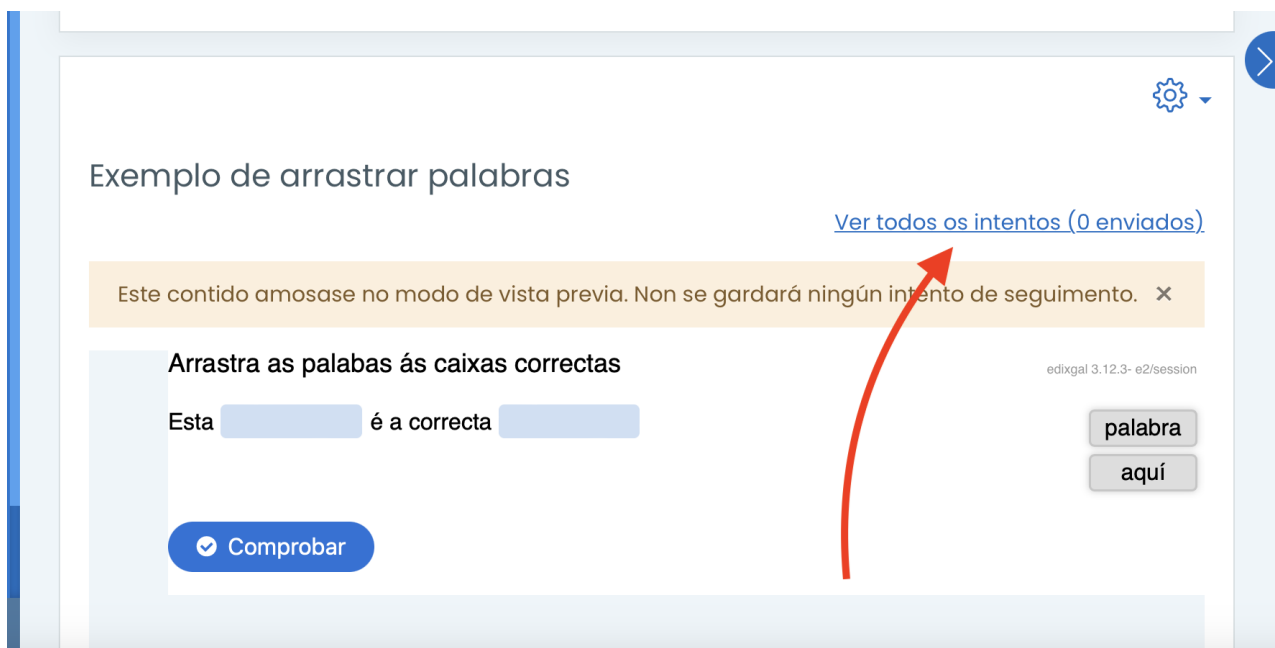 Exemplo de arrastrar palabras
Ver todos os intentos (0 enviados)
Este contido amosase no modo de vista previa. Non se gardará ningún intento de seguimento. ×
Arrastra as palabas ás caixas correctas
edixgal 3.12.3- e2/session
Esta é a correcta
palabra
aquí
Comprobar